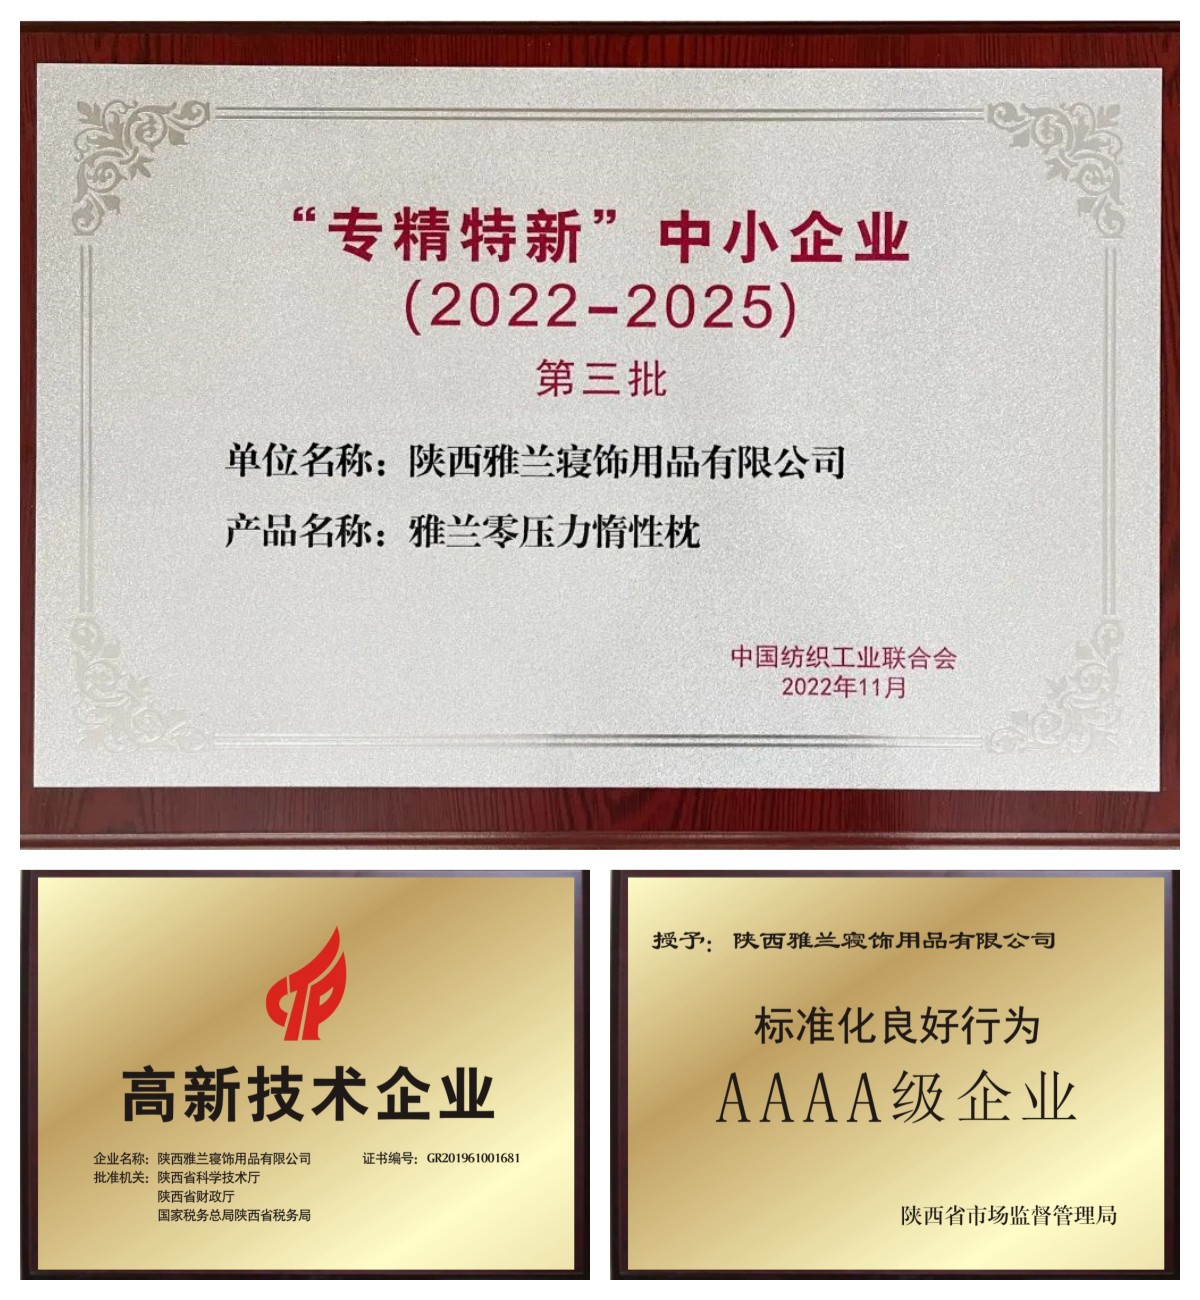 “专精特新”中小企业
(2022-2025)
第三批
单位名称：陕西雅兰寝饰用品有限公司
产品名称：雅兰零压力惰性枕
中国纺织工业联合会
2022年11月
高新技术企业
企业名称：陕西雅兰寝饰用品有限公司 证书编号：GR201961001681
批准机关：陕西省科学技术厅
陕西省财政厅
国家税务总局陕西省税务局
授予：陕西雅兰寝饰用品有限公司
标准化良好行为
AAAA级企业
陕西省市场监督管理局